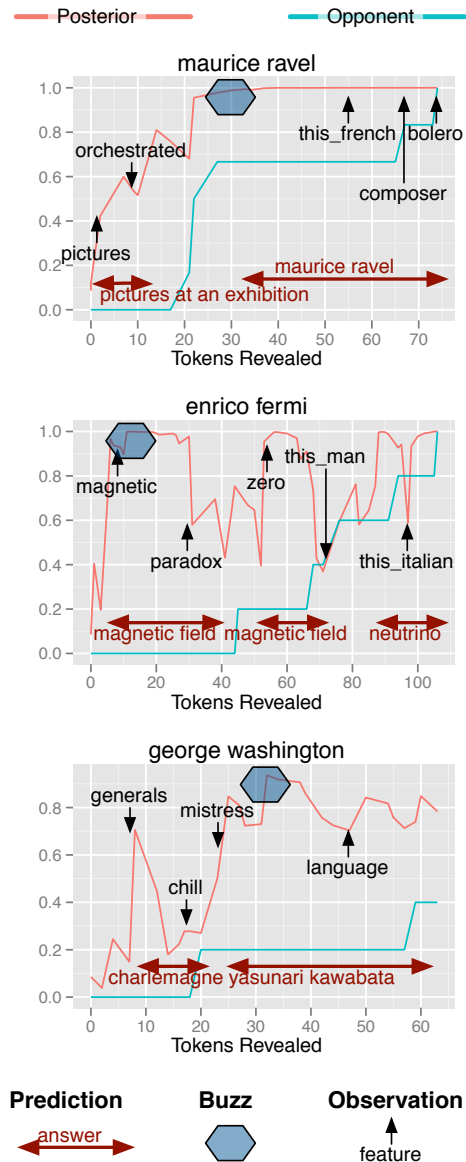 Posterior Opponent
maurice ravel
1.0
0.8
0.6
0.4
0.2
0.0
orchestrated
pictures
this_french bolero
composer
maurice ravel
pictures at an exhibition
0 10 20 30 40 50 60 70
Tokens Revealed
enrico fermi
1.0
0.8
0.6
0.4
0.2
0.0
this_man
magnetic
zero
paradox
this_italian
magnetic field magnetic field neutrino
0 20 40 60 80 100
Tokens Revealed
george washington
0.8
0.6
0.4
0.2
0.0
generals
mistress
chill
language
charlemagne yasunari kawabata
0 10 20 30 40 50 60
Tokens Revealed
Prediction Buzz Observation
answer
feature